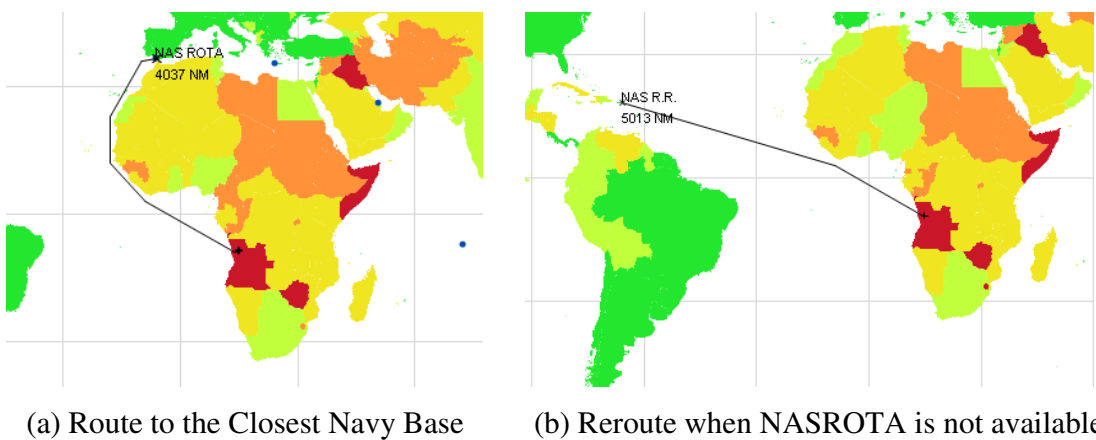 NAS ROTA
4037 NM
NAS R.R.
5013 NM
(a) Route to the Closest Navy Base
(b) Reroute when NASROTA is not available